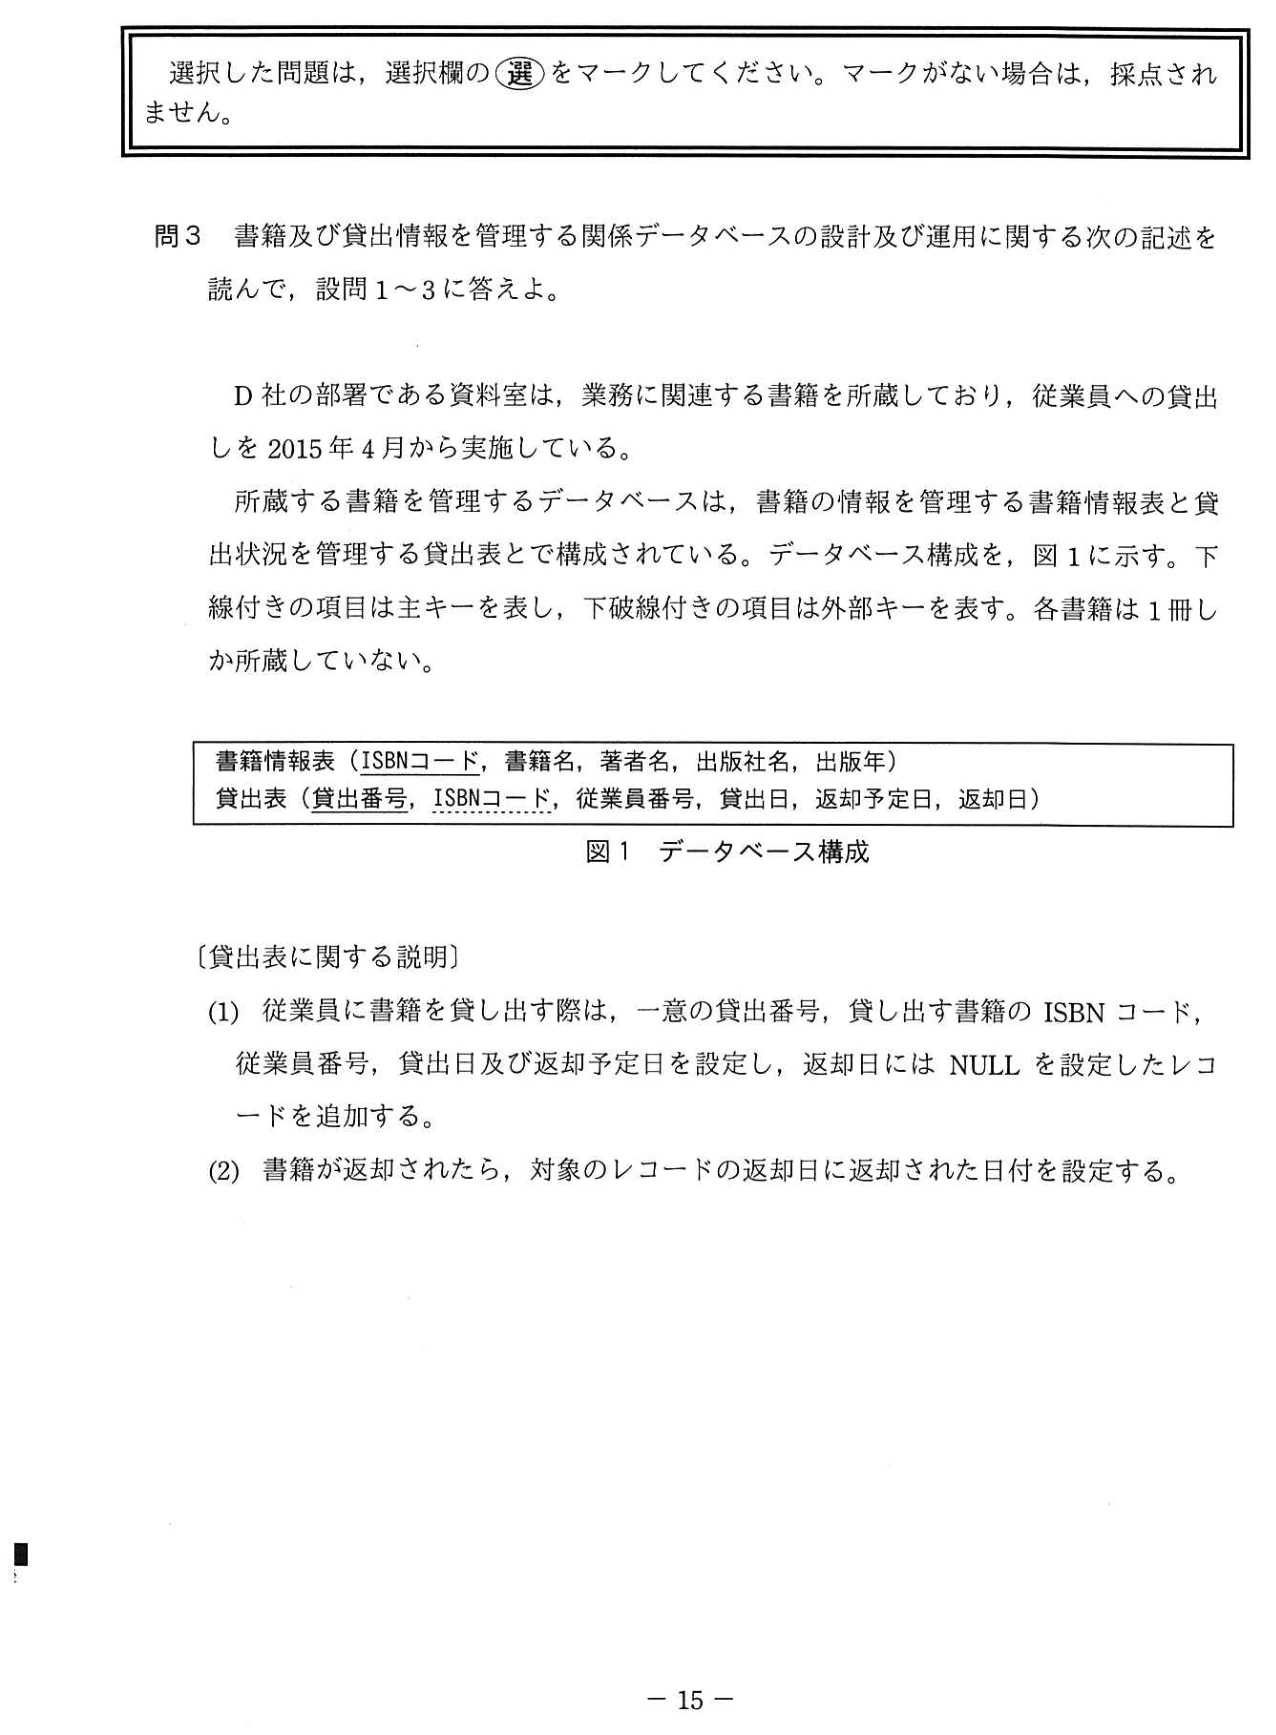 選択した問題は，選択欄の選をマークしてください。マークがない場合は，採点され
ません。
問３　書籍及び貸出情報を管理する関係データベースの設計及び運用に関する次の記述を
読んで，設問1～3に答えよ。
D 社の部署である資料室は，業務に関連する書籍を所蔵しており，従業員への貸出
しを 2015 年 4 月から実施している。
所蔵する書籍を管理するデータベースは，書籍の情報を管理する書籍情報表と貸
出状況を管理する貸出表とで構成されている。データベース構成を，図 1 に示す。下
線付きの項目は主キーを表し，下破線付きの項目は外部キーを表す。各書籍は 1 冊し
か所蔵していない。
書籍情報表（ISBNコード，書籍名，著者名，出版社名，出版年）
貸出表（貸出番号，ISBNコード，従業員番号，貸出日，返却予定日，返却日）
図１　データベース構成
〔貸出表に関する説明〕
(1)　従業員に書籍を貸し出す際は，一意の貸出番号，貸し出す書籍の ISBN コード，
従業員番号，貸出日及び返却予定日を設定し，返却日には NULL を設定したレコ
ードを追加する。
(2)　書籍が返却されたら，対象のレコードの返却日に返却された日付を設定する。
－ 15 －